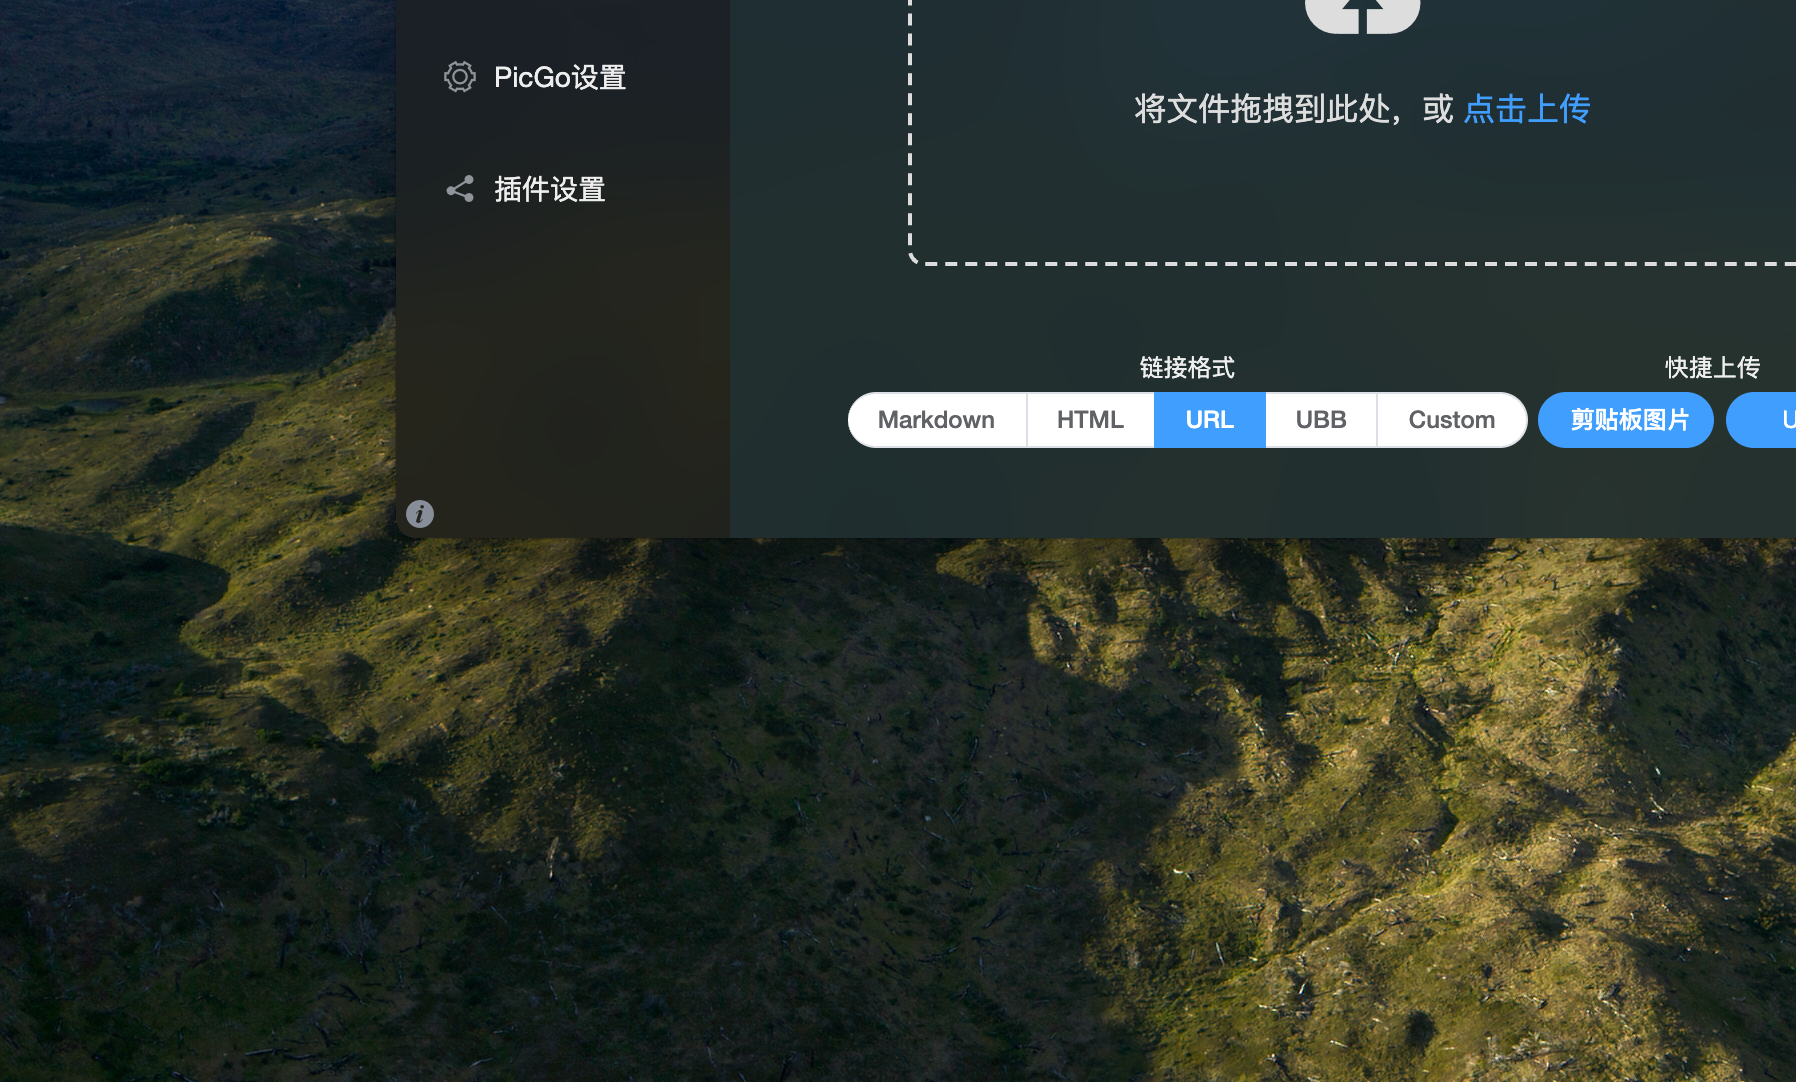 PicGo设置
插件设置
将文件拖拽到此处，或 点击上传
链接格式
快捷上传
Markdown
HTML
URL
UBB
Custom
剪贴板图片